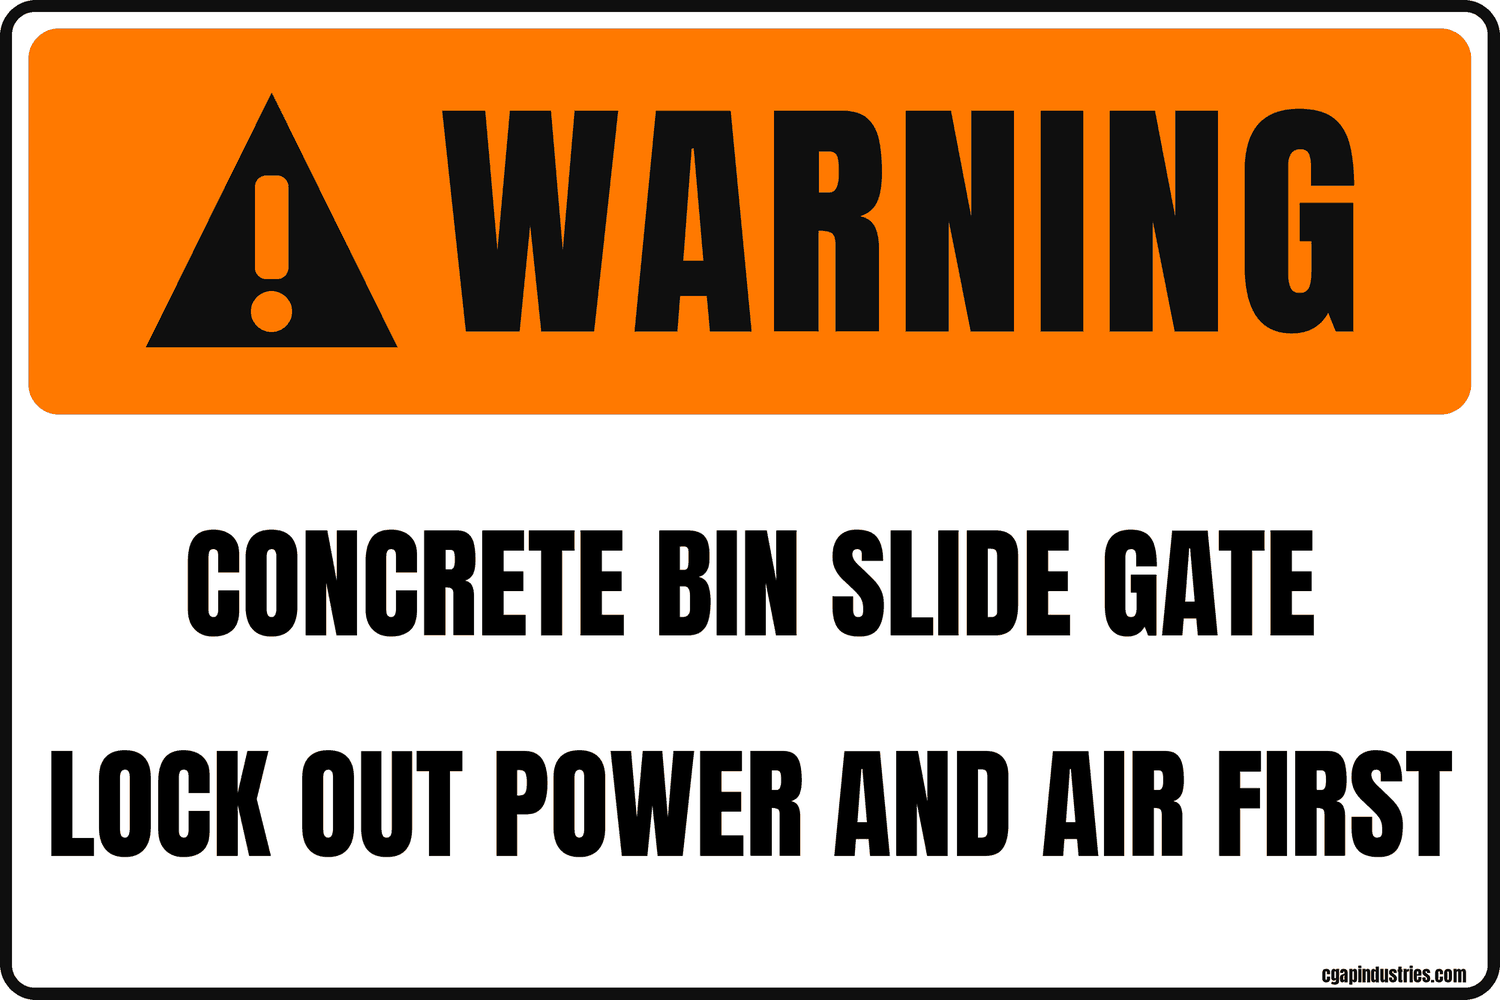 WARNING
CONCRETE BIN SLIDE GATE
LOCK OUT POWER AND AIR FIRST
cgapindustries.com